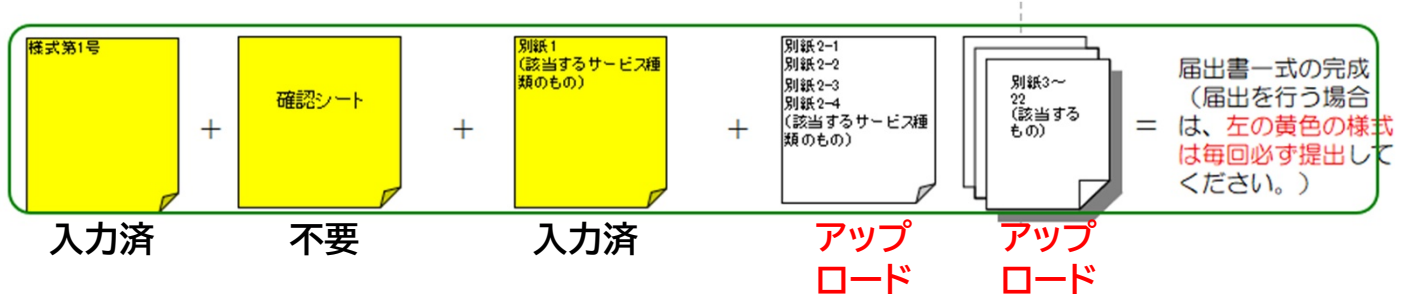 様式第1号
確認シート
別紙1
(該当するサービス種
類のもの)
別紙2-1
別紙2-2
別紙2-3
別紙2-4
(該当するサービス種
類のもの)
別紙3～
22
(該当する
もの)
+
+
+
=
届出書一式の完成
（届出を行う場合
は、左の黄色の様式
は毎回必ず提出して
ください。）
入力済
不要
入力済
アップ
ロード
アップ
ロード